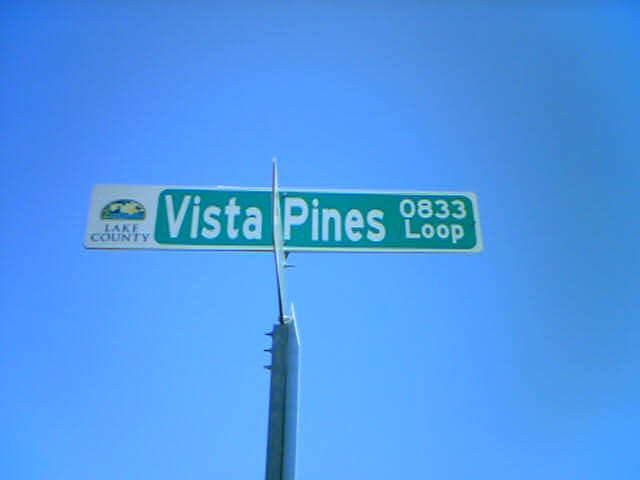 LAKE
COUNTY
Vista Pines
0833
Loop